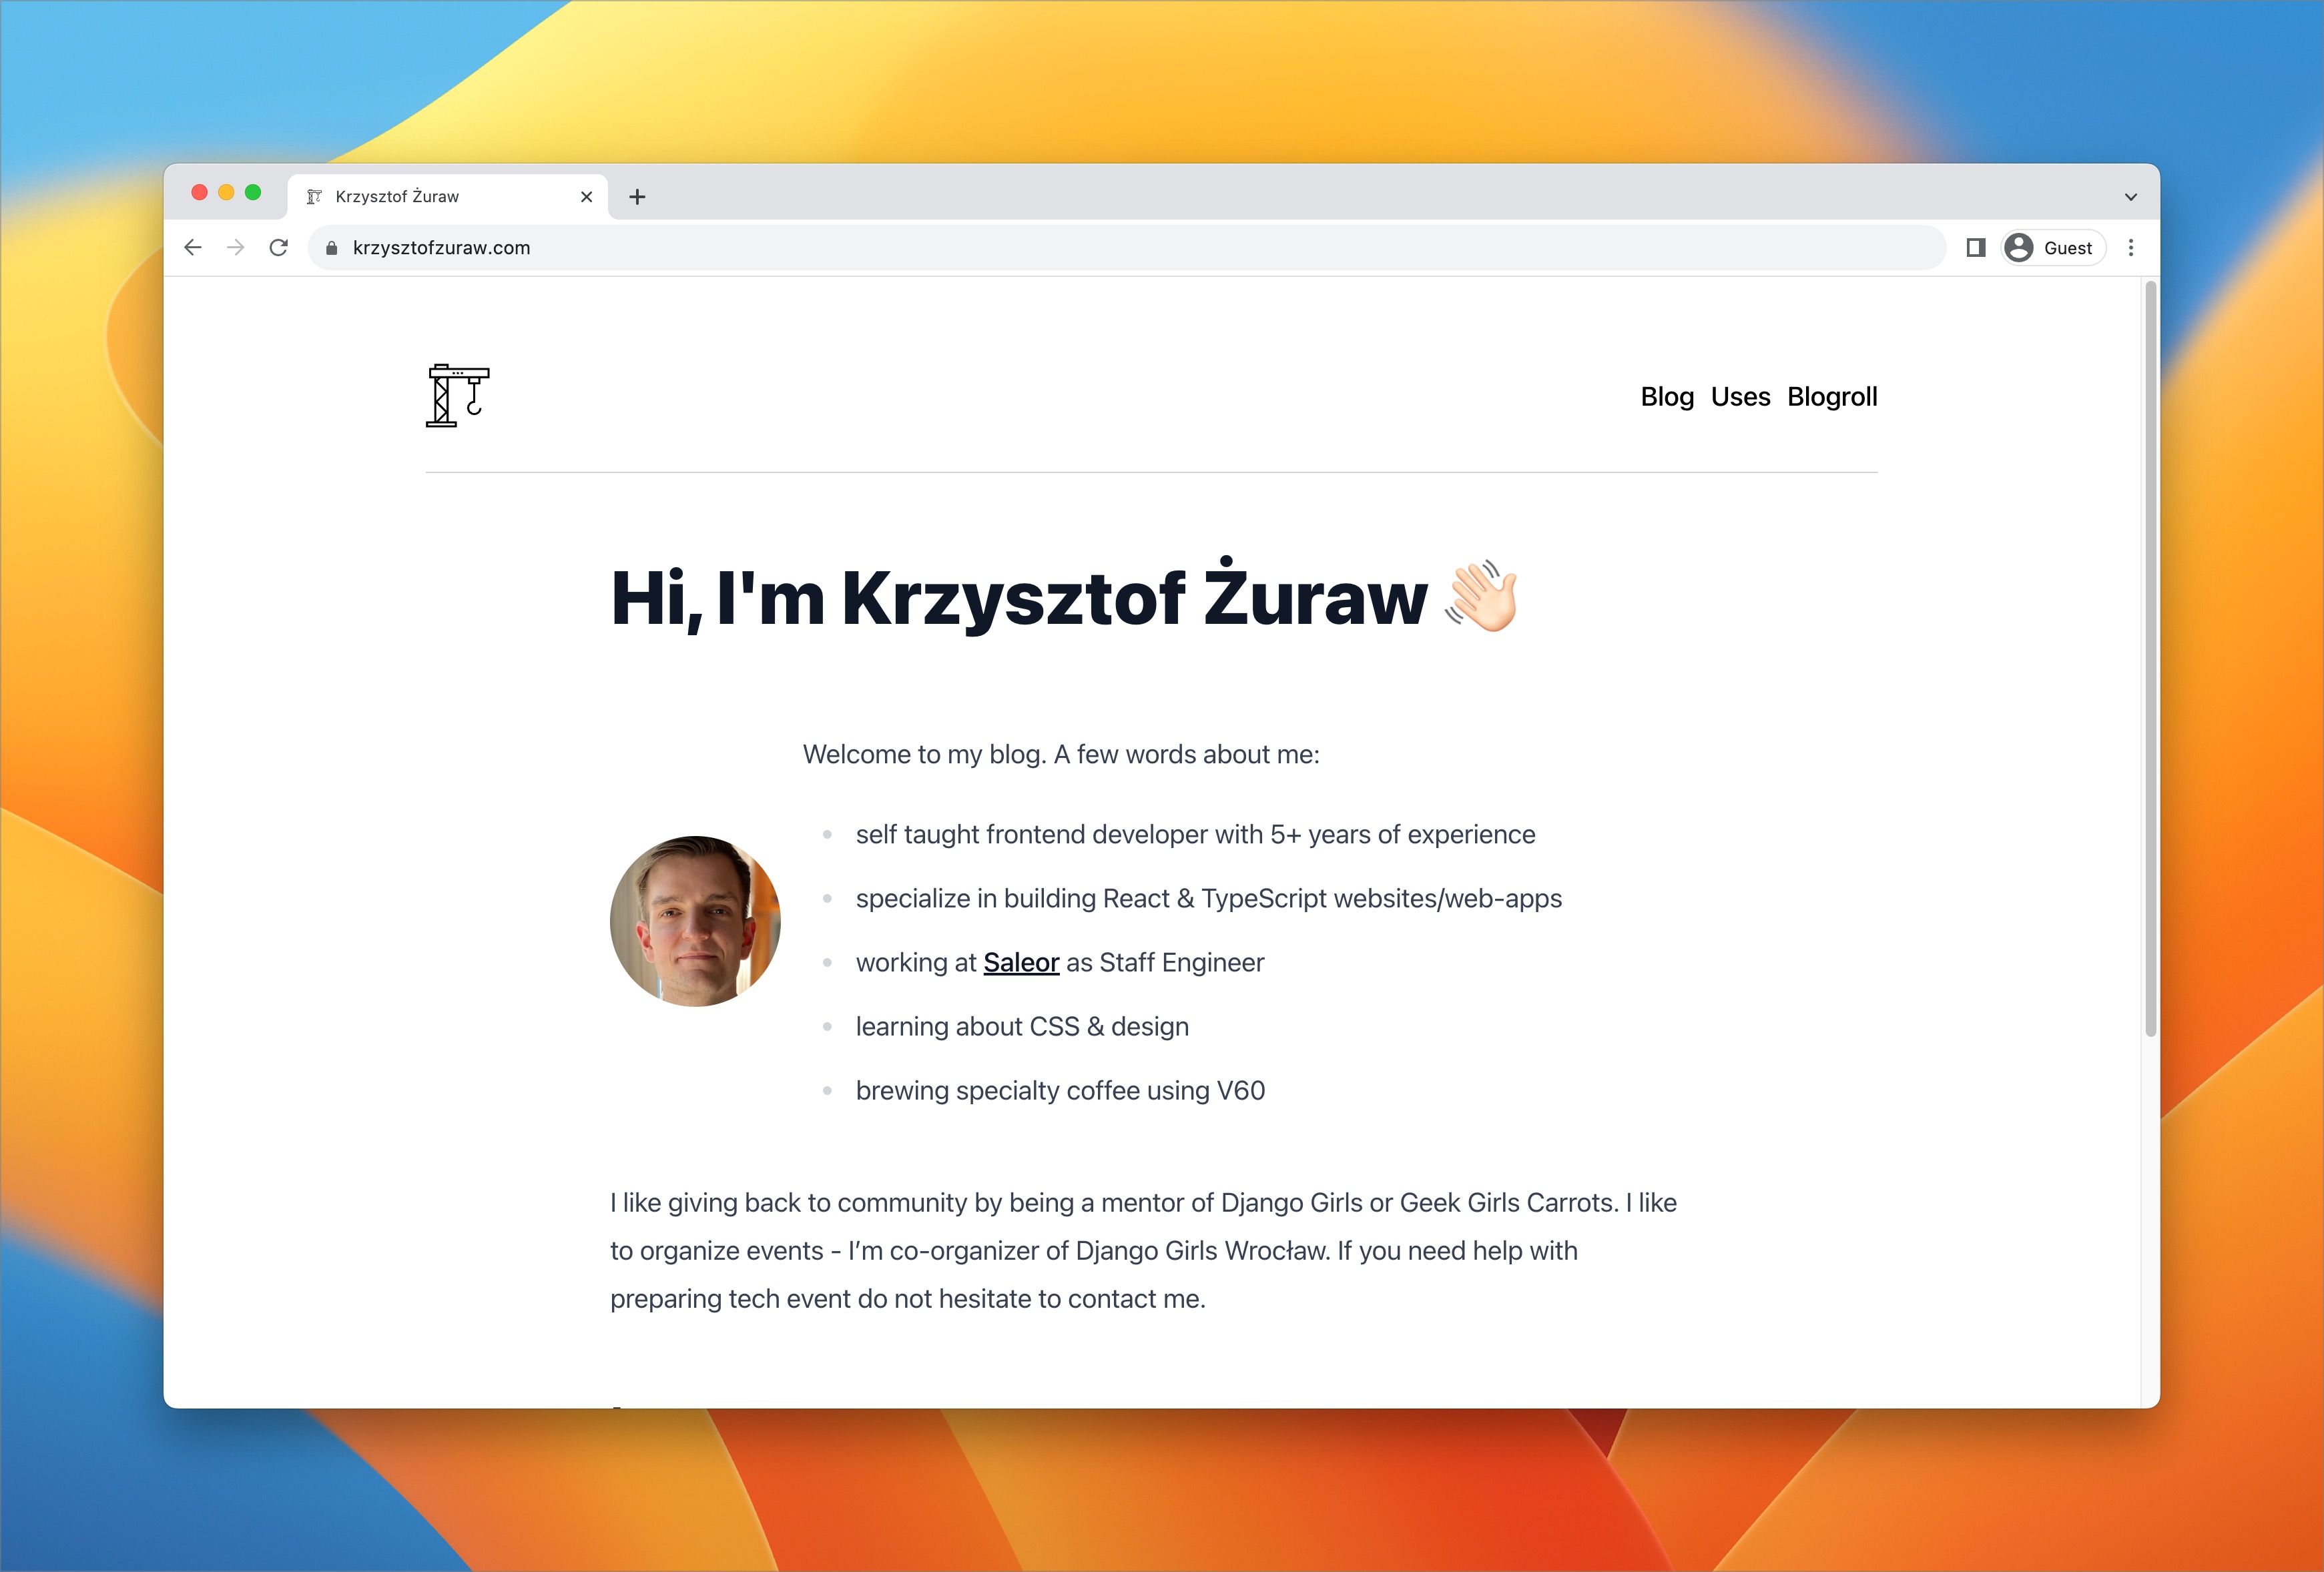 Krzysztof Żuraw
krzysztofzuraw.com
Guest
Blog Uses Blogroll
Hi, I'm Krzysztof Żuraw 👋🏻
Welcome to my blog. A few words about me:
self taught frontend developer with 5+ years of experience
specialize in building React & TypeScript websites/web-apps
working at Saleor as Staff Engineer
learning about CSS & design
brewing specialty coffee using V60
I like giving back to community by being a mentor of Django Girls or Geek Girls Carrots. I like
to organize events - I’m co-organizer of Django Girls Wrocław. If you need help with
preparing tech event do not hesitate to contact me.